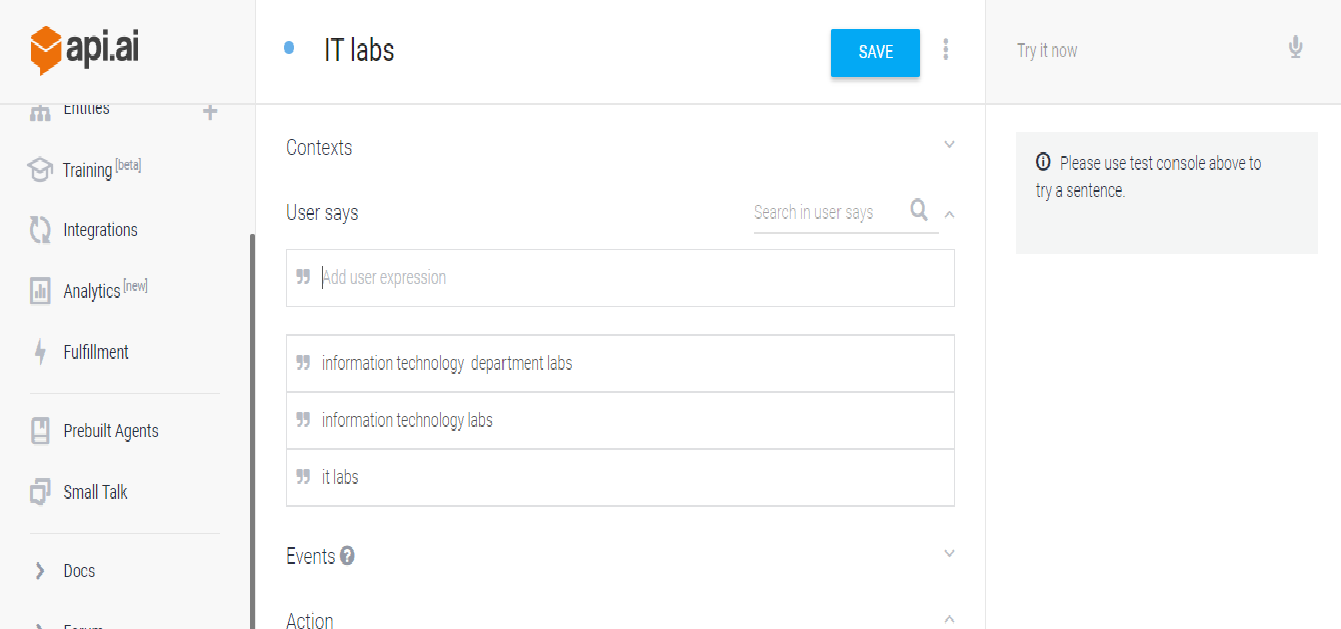 api.ai
IT labs
SAVE
Try it now
Entities
Training [beta]
Integrations
Analytics [new]
Fulfillment
Prebuilt Agents
Small Talk
Docs
Forum
Contexts
User says
Search in user says
Add user expression
information technology  department labs
information technology labs
it labs
Events ?
Action
Please use test console above to
try a sentence.